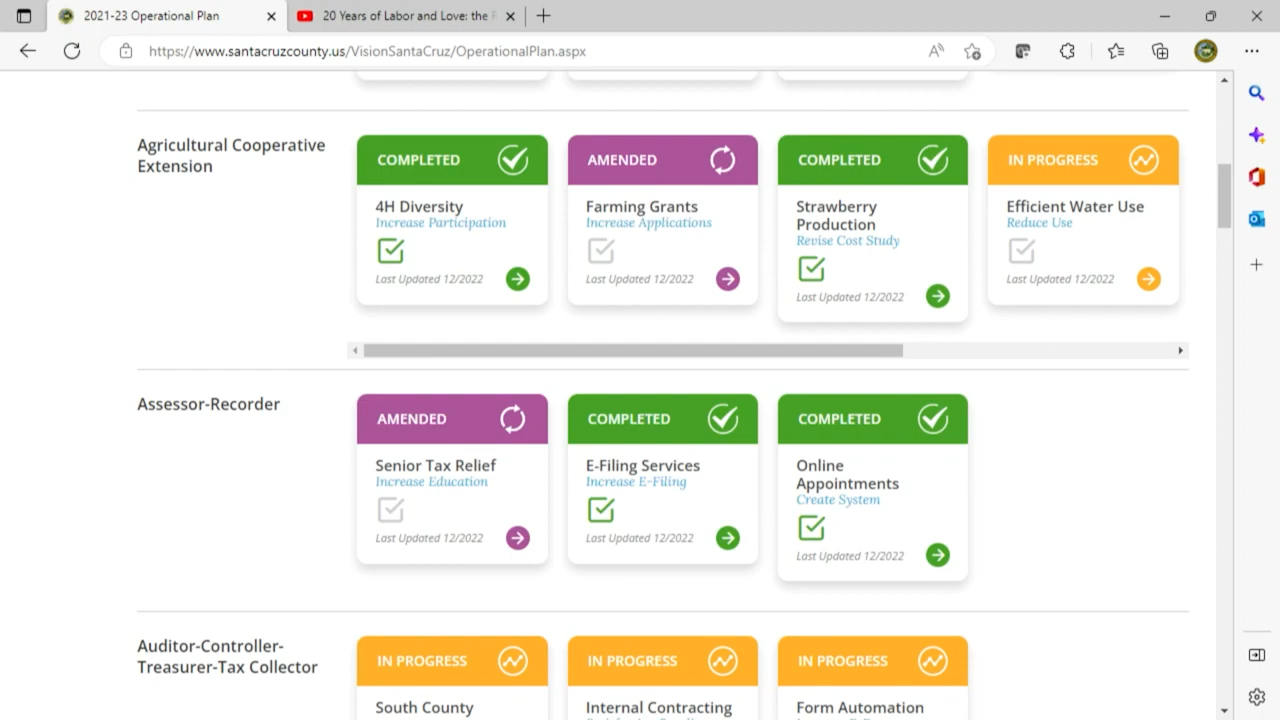 2021-23 Operational Plan
20 Years of Labor and Love: the
https://www.santacruzcounty.us/VisionSantaCruz/OperationalPlan.aspx
Agricultural Cooperative
Extension
COMPLETED
4H Diversity
Increase Participation
Last Updated 12/2022
AMENDED
Farming Grants
Increase Applications
Last Updated 12/2022
COMPLETED
Strawberry
Production
Revise Cost Study
Last Updated 12/2022
IN PROGRESS
Efficient Water Use
Reduce Use
Last Updated 12/2022
Assessor-Recorder
AMENDED
Senior Tax Relief
Increase Education
Last Updated 12/2022
COMPLETED
E-Filing Services
Increase E-Filing
Last Updated 12/2022
COMPLETED
Online
Appointments
Create System
Last Updated 12/2022
Auditor-Controller-
Treasurer-Tax Collector
IN PROGRESS
South County
IN PROGRESS
Internal Contracting
IN PROGRESS
Form Automation